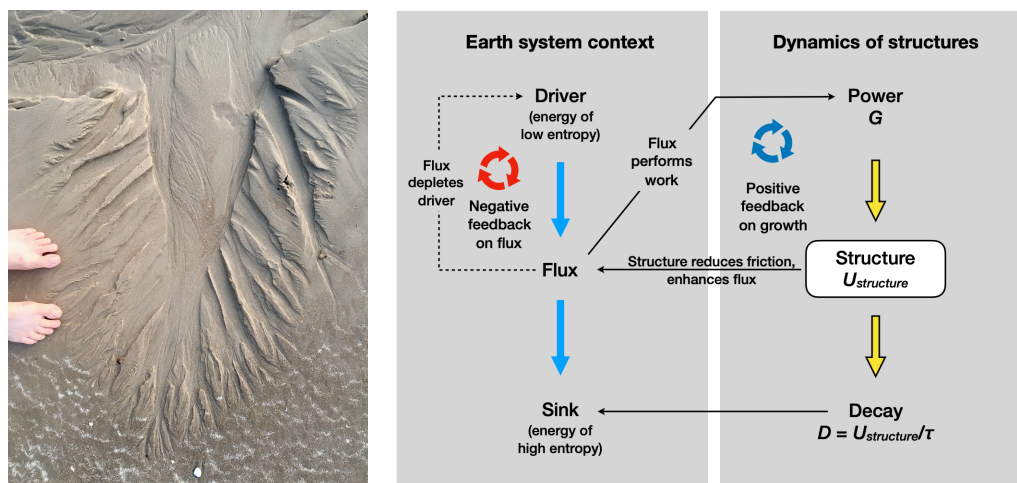 Earth system context
Dynamics of structures
Driver
(energy of
low entropy)
Power
G
Flux
performs
work
Flux
depletes
driver
Negative
feedback
on flux
Positive
feedback
on growth
Flux
Structure reduces friction,
enhances flux
Structure
Ustructure
Sink
(energy of
high entropy)
Decay
D = Ustructure/τ